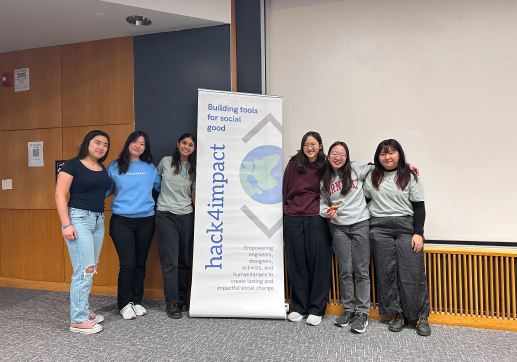 Building tools
for social
good
hack4impact
Empowering
engineers,
designers,
activists, and
humanitarians to
create lasting and
impactful social change
295